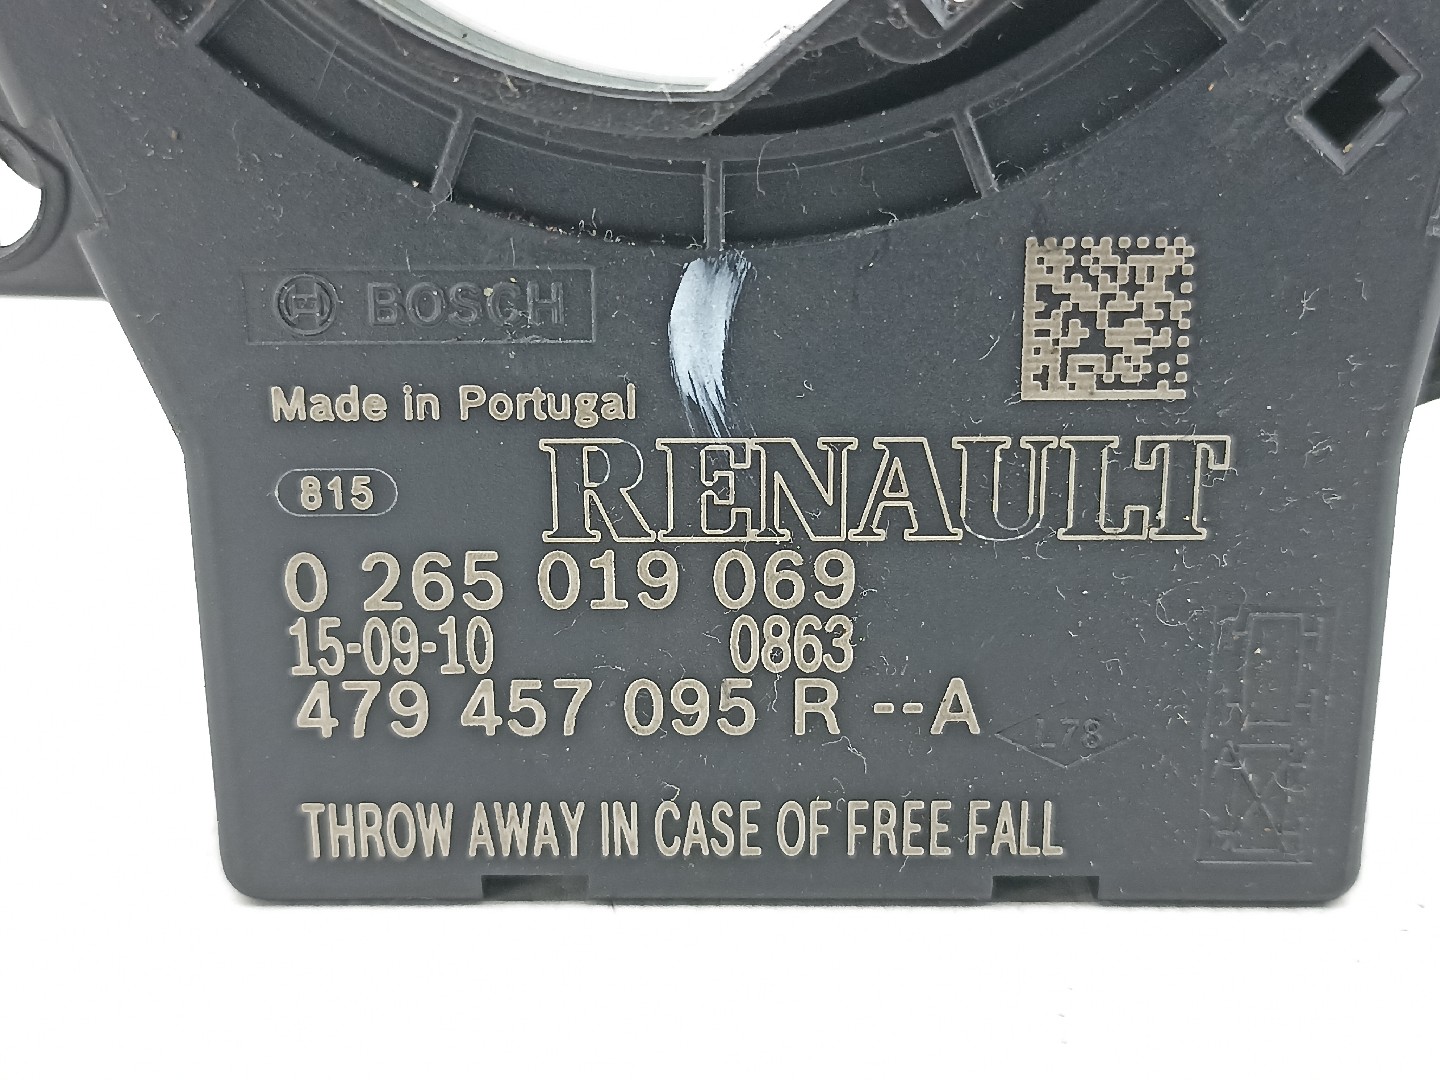 BOSCH
Made in Portugal
815
RENAULT
0 265 019 069
15-09-10 0863
479 457 095 R --A
L78
THROW AWAY IN CASE OF FREE FALL